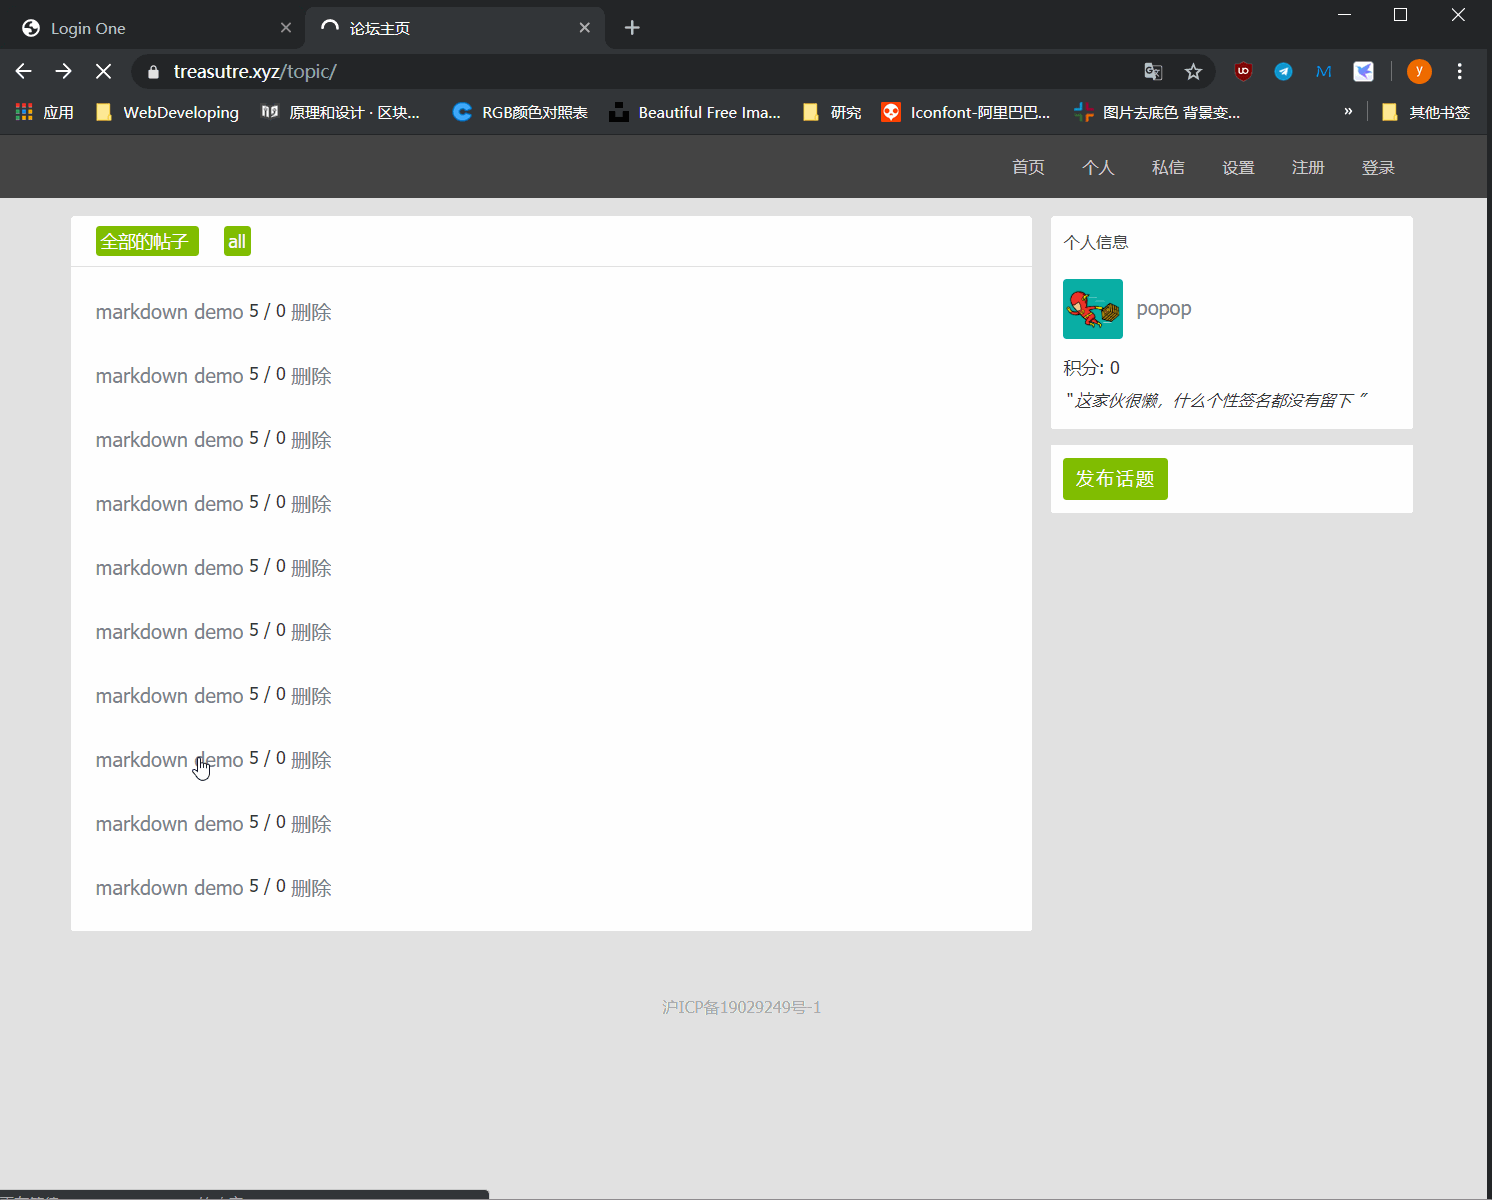 Login One
论坛主页
treasutre.xyz/topic/
y
应用 WebDeveloping 原理和设计 · 区块... RGB颜色对照表 Beautiful Free Ima... 研究 Iconfont-阿里巴巴... 图片去底色 背景变... » 其他书签
首页 个人 私信 设置 注册 登录
全部的帖子 all
markdown demo 5 / 0 删除
markdown demo 5 / 0 删除
markdown demo 5 / 0 删除
markdown demo 5 / 0 删除
markdown demo 5 / 0 删除
markdown demo 5 / 0 删除
markdown demo 5 / 0 删除
markdown demo 5 / 0 删除
markdown demo 5 / 0 删除
markdown demo 5 / 0 删除
个人信息
popop
积分: 0
"这家伙很懒，什么个性签名都没有留下 "
发布话题
沪ICP备19029249号-1